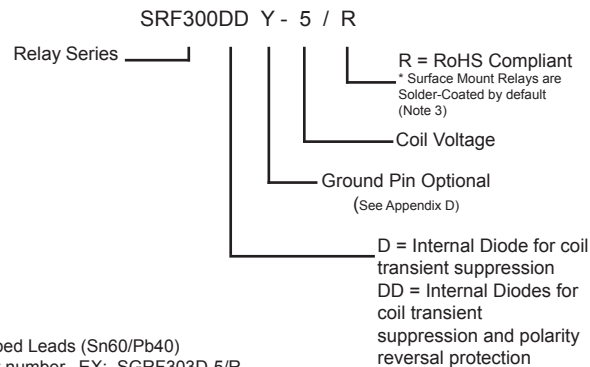 SRF300DD Y - 5 / R
Relay Series
R = RoHS Compliant
* Surface Mount Relays are
Solder-Coated by default
(Note 3)
Coil Voltage
Ground Pin Optional
(See Appendix D)
D = Internal Diode for coil
transient suppression
DD = Internal Diodes for
coil transient
suppression and polarity
reversal protection
Leads (Sn60/Pb40)
number. EX: SGRF303D-5/R